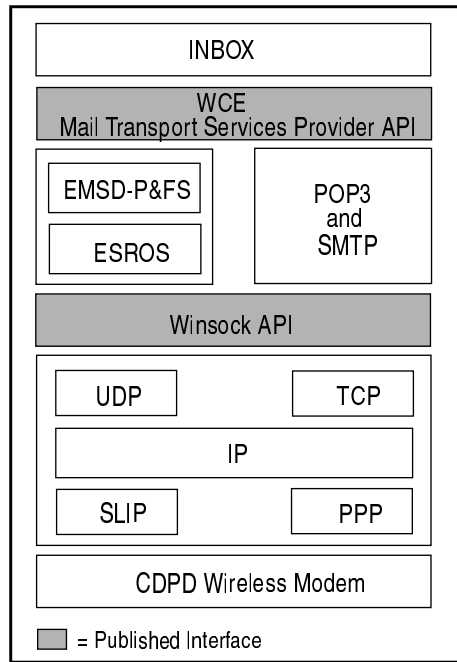 INBOX
WCE
Mail Transport Services Provider API
EMSD-P&FS
ESROS
POP3
and
SMTP
Winsock API
UDP
TCP
IP
SLIP
PPP
CDPD Wireless Modem
= Published Interface